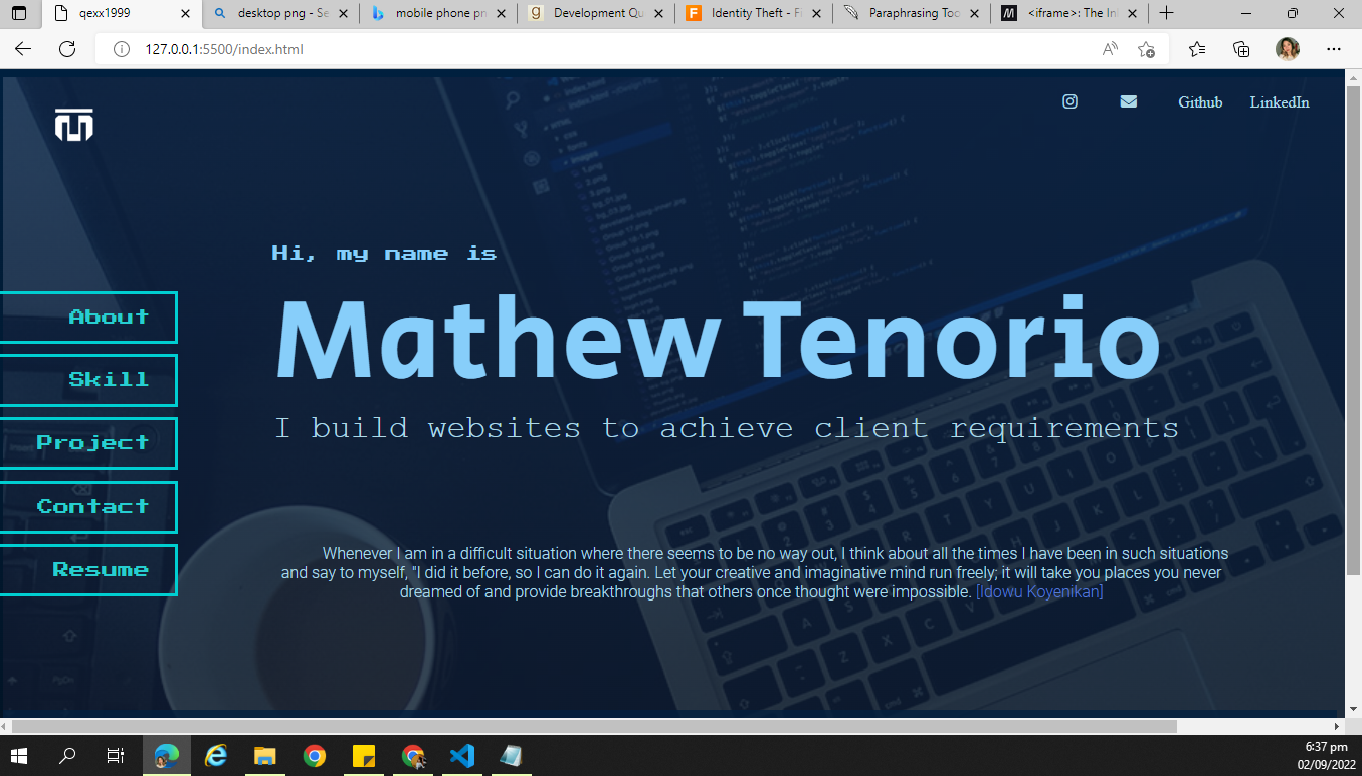 qexx1999
desktop png - Se
mobile phone pn
Development Qu
Identity Theft - Fi
Paraphrasing Too
<iframe>: The In
127.0.0.1:5500/index.html
Github LinkedIn
Hi, my name is
Mathew Tenorio
I build websites to achieve client requirements
About
Skill
Project
Contact
Resume
Whenever I am in a difficult situation where there seems to be no way out, I think about all the times I have been in such situations
and say to myself, "I did it before, so I can do it again. Let your creative and imaginative mind run freely; it will take you places you never
dreamed of and provide breakthroughs that others once thought were impossible. [Idowu Koyenikan]
6:37 pm
02/09/2022